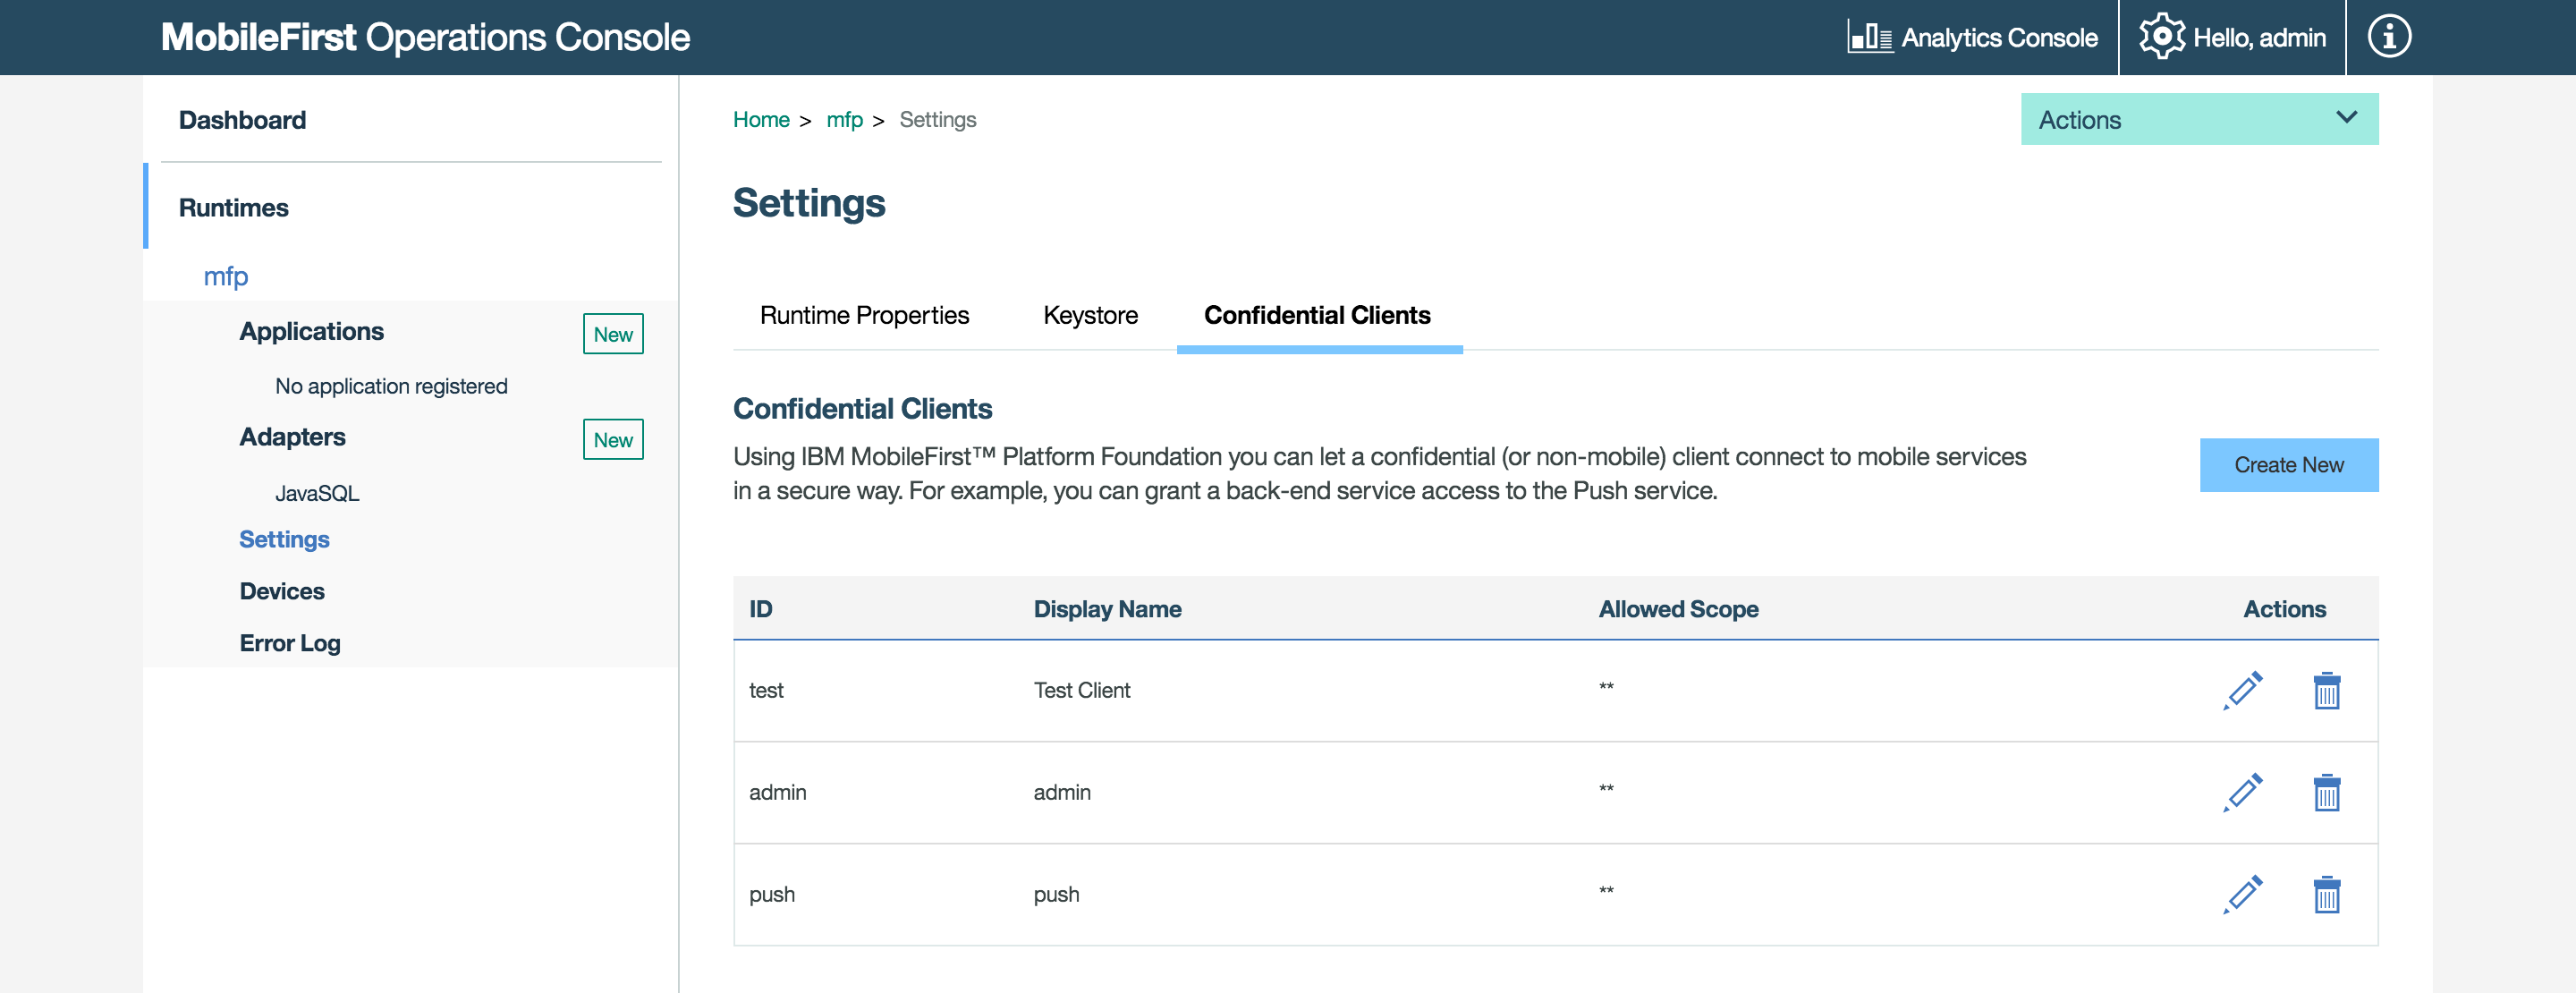 MobileFirst Operations Console
Analytics Console
Hello, admin
Dashboard
Runtimes
mfp
Applications
New
No application registered
Adapters
New
JavaSQL
Settings
Devices
Error Log
Home > mfp > Settings
Actions
Settings
Runtime Properties
Keystore
Confidential Clients
Confidential Clients
Using IBM MobileFirst™ Platform Foundation you can let a confidential (or non-mobile) client connect to mobile services
in a secure way. For example, you can grant a back-end service access to the Push service.
Create New
ID Display Name Allowed Scope Actions
test Test Client **
admin admin **
push push **